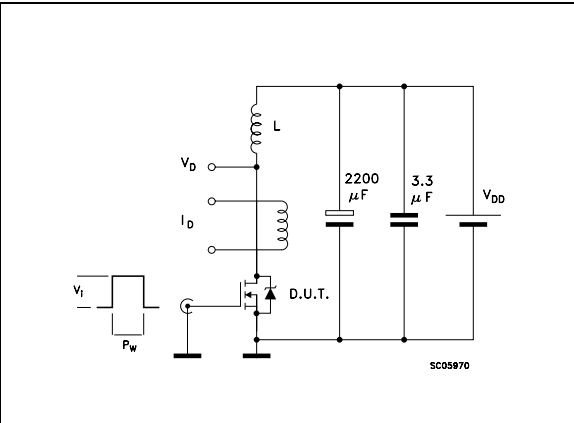 L
V_D
2200
μF
3.3
μF
V_DD
I_D
D.U.T.
V_i
P_W
SC05970